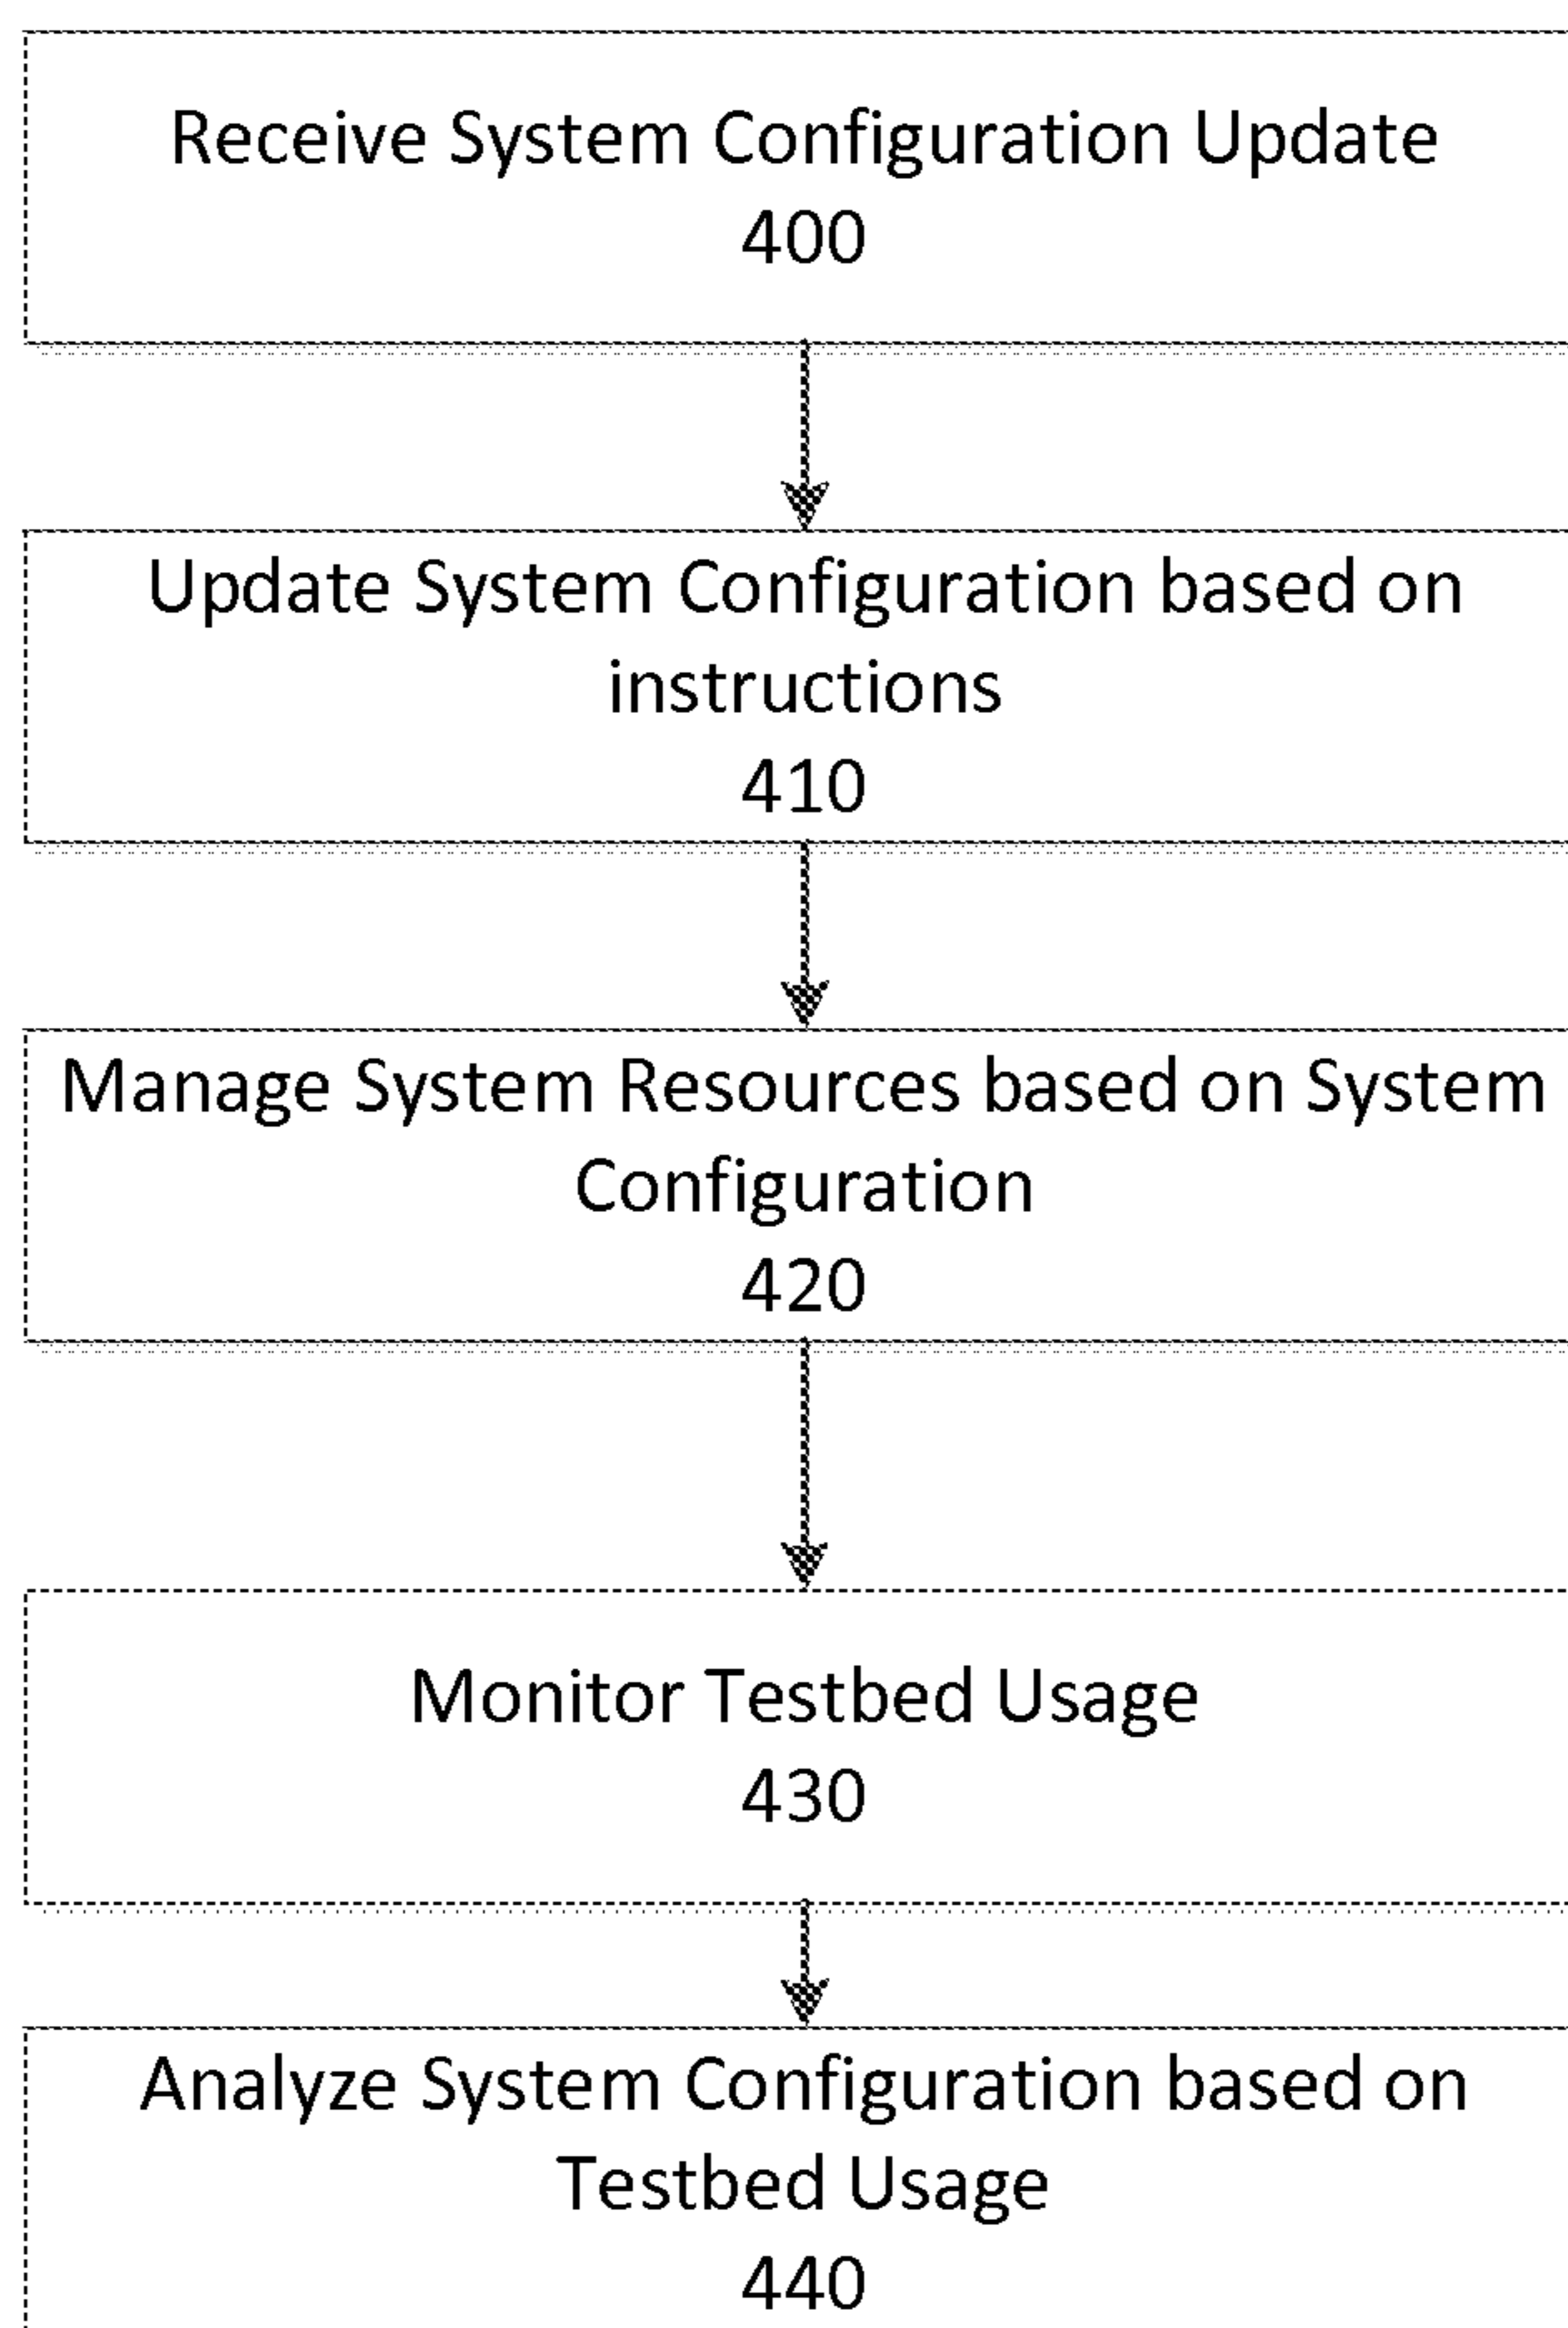 Receive System Configuration Update
400
Update System Configuration based on
instructions
410
Manage System Resources based on System
Configuration
420
Monitor Testbed Usage
430
Analyze System Configuration based on
Testbed Usage
440